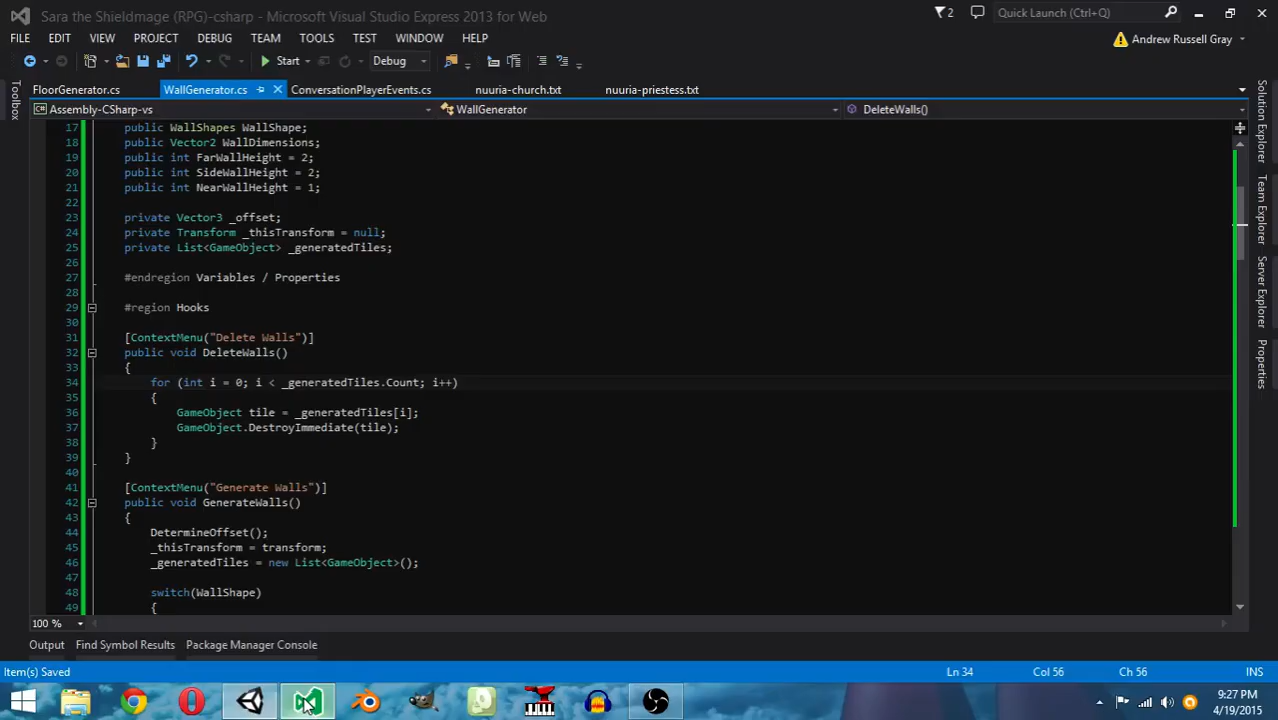 Sara the Shieldmage (RPG)-csharp - Microsoft Visual Studio Express 2013 for Web
2
Quick Launch (Ctrl+Q)
FILE EDIT VIEW PROJECT DEBUG TEAM TOOLS TEST WINDOW HELP
Andrew Russell Gray
Start
Debug
FloorGenerator.cs WallGenerator.cs ConversationPlayerEvents.cs nuuria-church.txt nuuria-priestess.txt
Assembly-CSharp-vs WallGenerator DeleteWalls()
Toolbox
Solution Explorer
Team Explorer
Server Explorer
Properties
17 public WallShapes WallShape;
18 public Vector2 WallDimensions;
19 public int FarWallHeight = 2;
20 public int SideWallHeight = 2;
21 public int NearWallHeight = 1;
22
23 private Vector3 _offset;
24 private Transform _thisTransform = null;
25 private List<GameObject> _generatedTiles;
26
27 #endregion Variables / Properties
28
29 #region Hooks
30
31 [ContextMenu("Delete Walls")]
32 public void DeleteWalls()
33 {
34 for (int i = 0; i < _generatedTiles.Count; i++)
35 {
36 GameObject tile = _generatedTiles[i];
37 GameObject.DestroyImmediate(tile);
38 }
39 }
40
41 [ContextMenu("Generate Walls")]
42 public void GenerateWalls()
43 {
44 DetermineOffset();
45 _thisTransform = transform;
46 _generatedTiles = new List<GameObject>();
47
48 switch(WallShape)
49 {
100 %
Output Find Symbol Results Package Manager Console
Item(s) Saved Ln 34 Col 56 Ch 56 INS
9:27 PM
4/19/2015